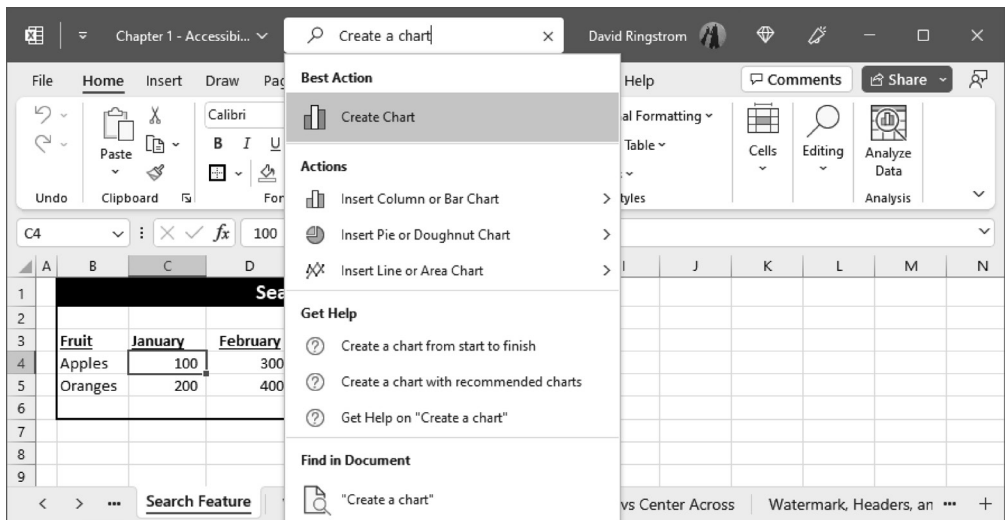 Chapter 1 - Accessibi... Create a chart David Ringstrom
File Home Insert Draw Pag Help Comments Share
Best Action
Create Chart
Actions
Insert Column or Bar Chart
Insert Pie or Doughnut Chart
Insert Line or Area Chart
Get Help
Create a chart from start to finish
Create a chart with recommended charts
Get Help on "Create a chart"
Find in Document
"Create a chart"
Calibri al Formatting
Paste B I U Table Cells Editing Analyze
Data
Undo Clipboard For tyles Analysis
C4 fx 100
A B C D I J K L M N
1 Sea
2
3 Fruit January February
4 Apples 100 300
5 Oranges 200 400
6
7
8
9
Search Feature vs Center Across Watermark, Headers, an